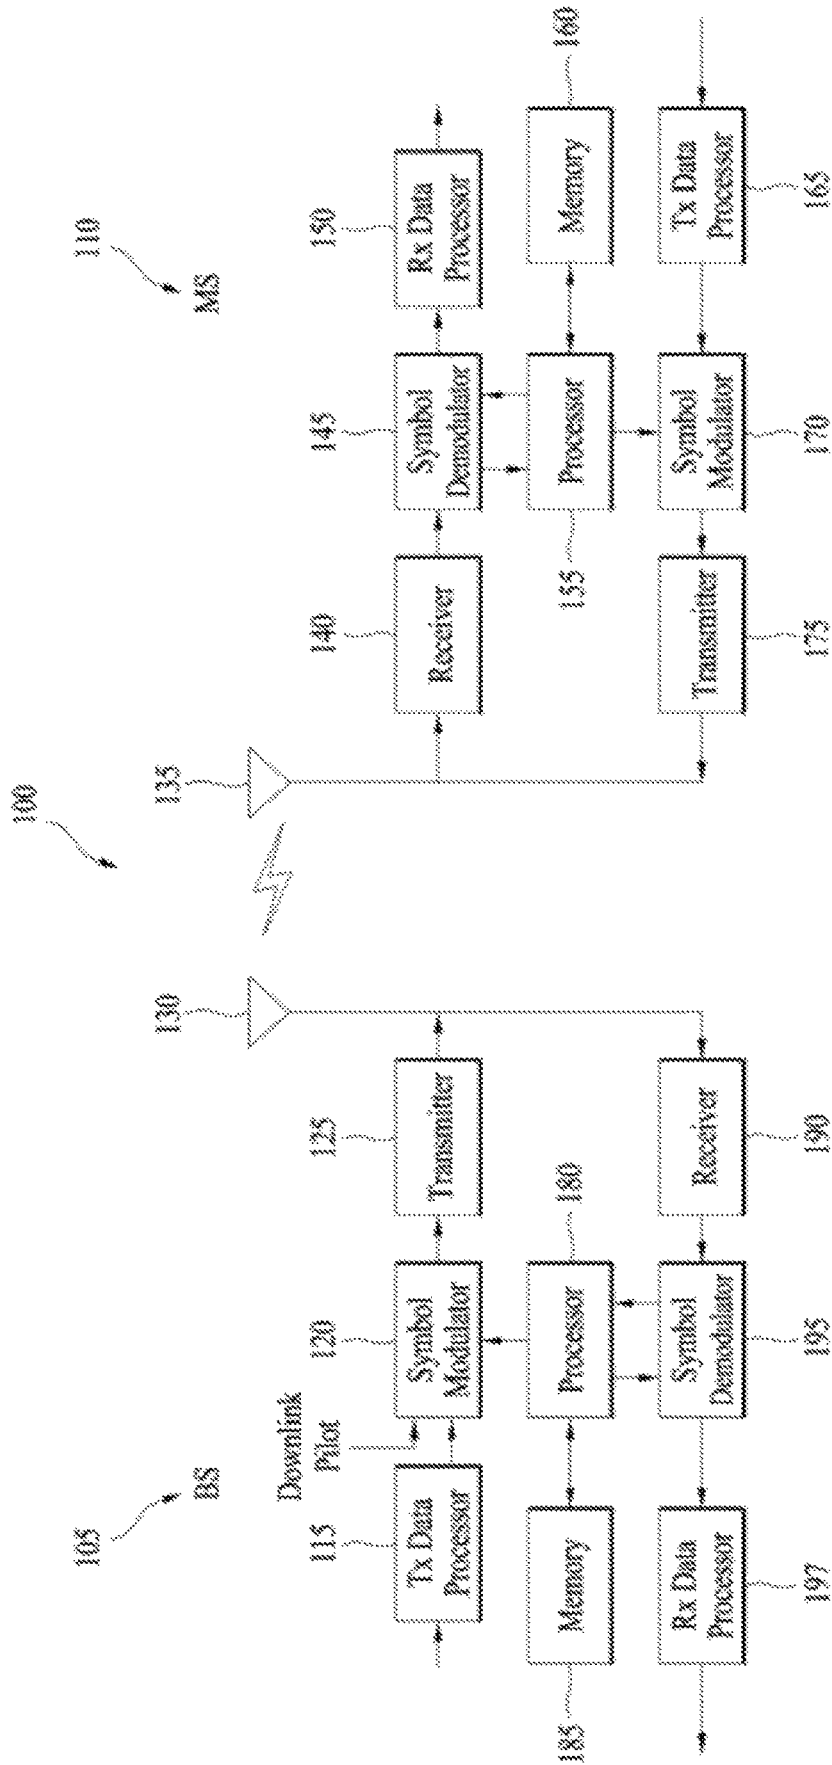 100
105
BS
110
MS
130
135
Downlink
Pilot
115
120
125
140
145
150
Tx Data
Processor
Symbol
Modulator
Transmitter
Receiver
Symbol
Demodulator
Rx Data
Processor
180
160
Memory
Processor
Processor
Memory
185
155
Rx Data
Processor
Symbol
Demodulator
Receiver
Transmitter
Symbol
Modulator
Tx Data
Processor
197
195
190
175
170
165